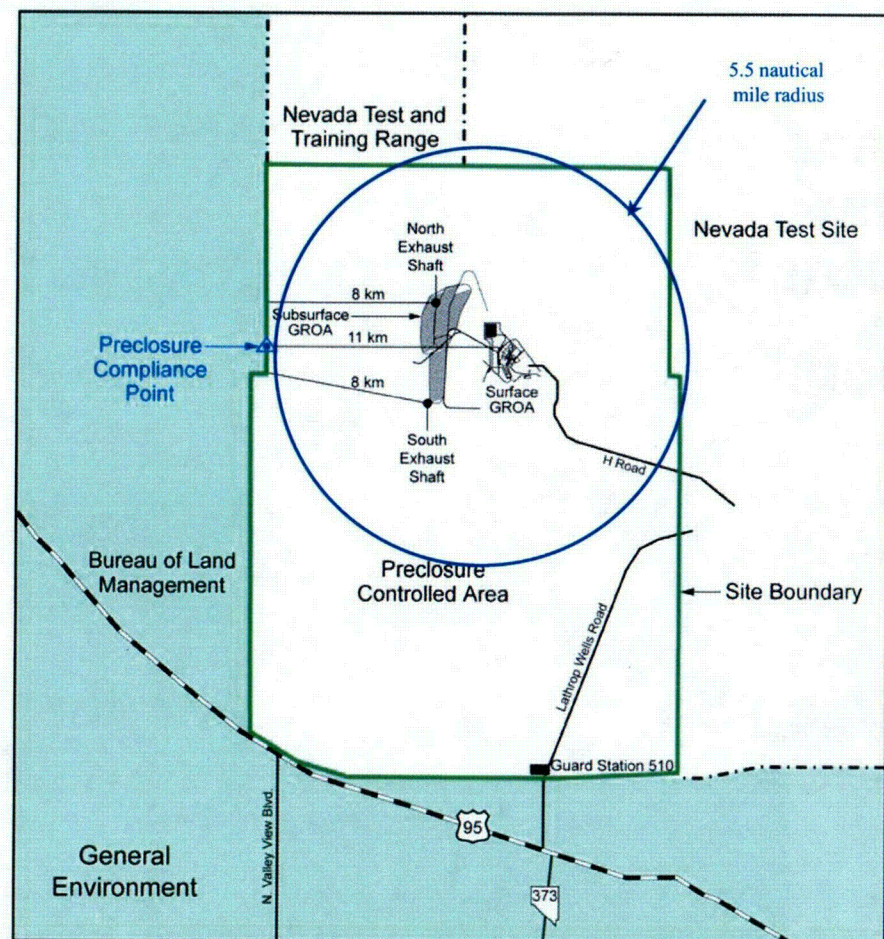 5.5 nautical
mile radius
Nevada Test and
Training Range
Nevada Test Site
North
Exhaust
Shaft
8 km
Subsurface
GROA
11 km
Preclosure
Compliance
Point
8 km
Surface
GROA
South
Exhaust
Shaft
H Road
Bureau of Land
Management
Preclosure
Controlled Area
Site Boundary
Lathrop Wells Road
Guard Station 510
N. Valley View Blvd.
95
General
Environment
373